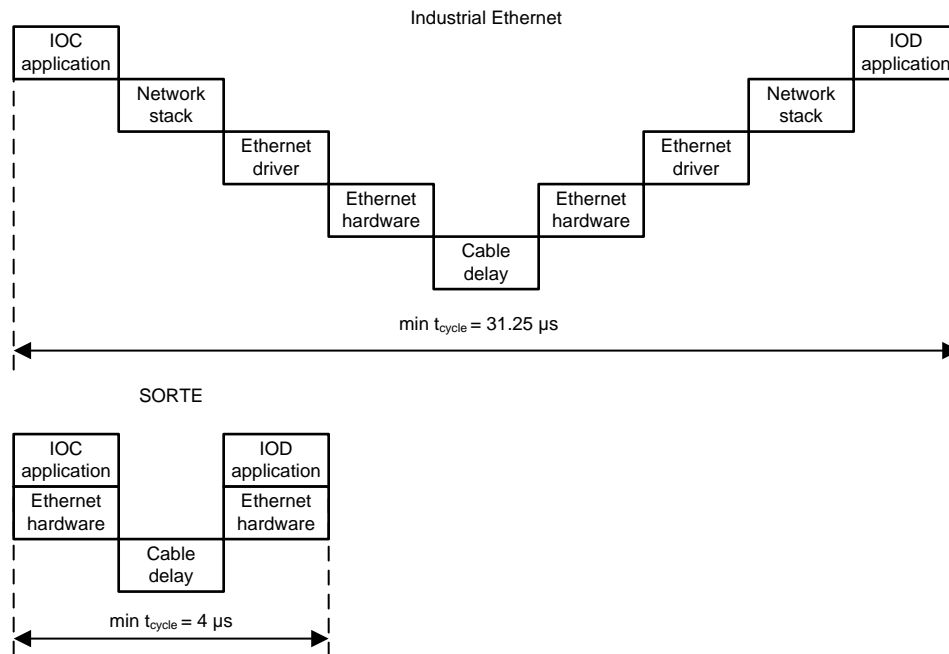 Industrial Ethernet
IOC
application
IOD
application
Network
stack
Network
stack
Ethernet
driver
Ethernet
driver
Ethernet
hardware
Ethernet
hardware
Cable
delay
min tcycle = 31.25 µs
SORTE
IOC
application
IOD
application
Ethernet
hardware
Ethernet
hardware
Cable
delay
min tcycle = 4 µs